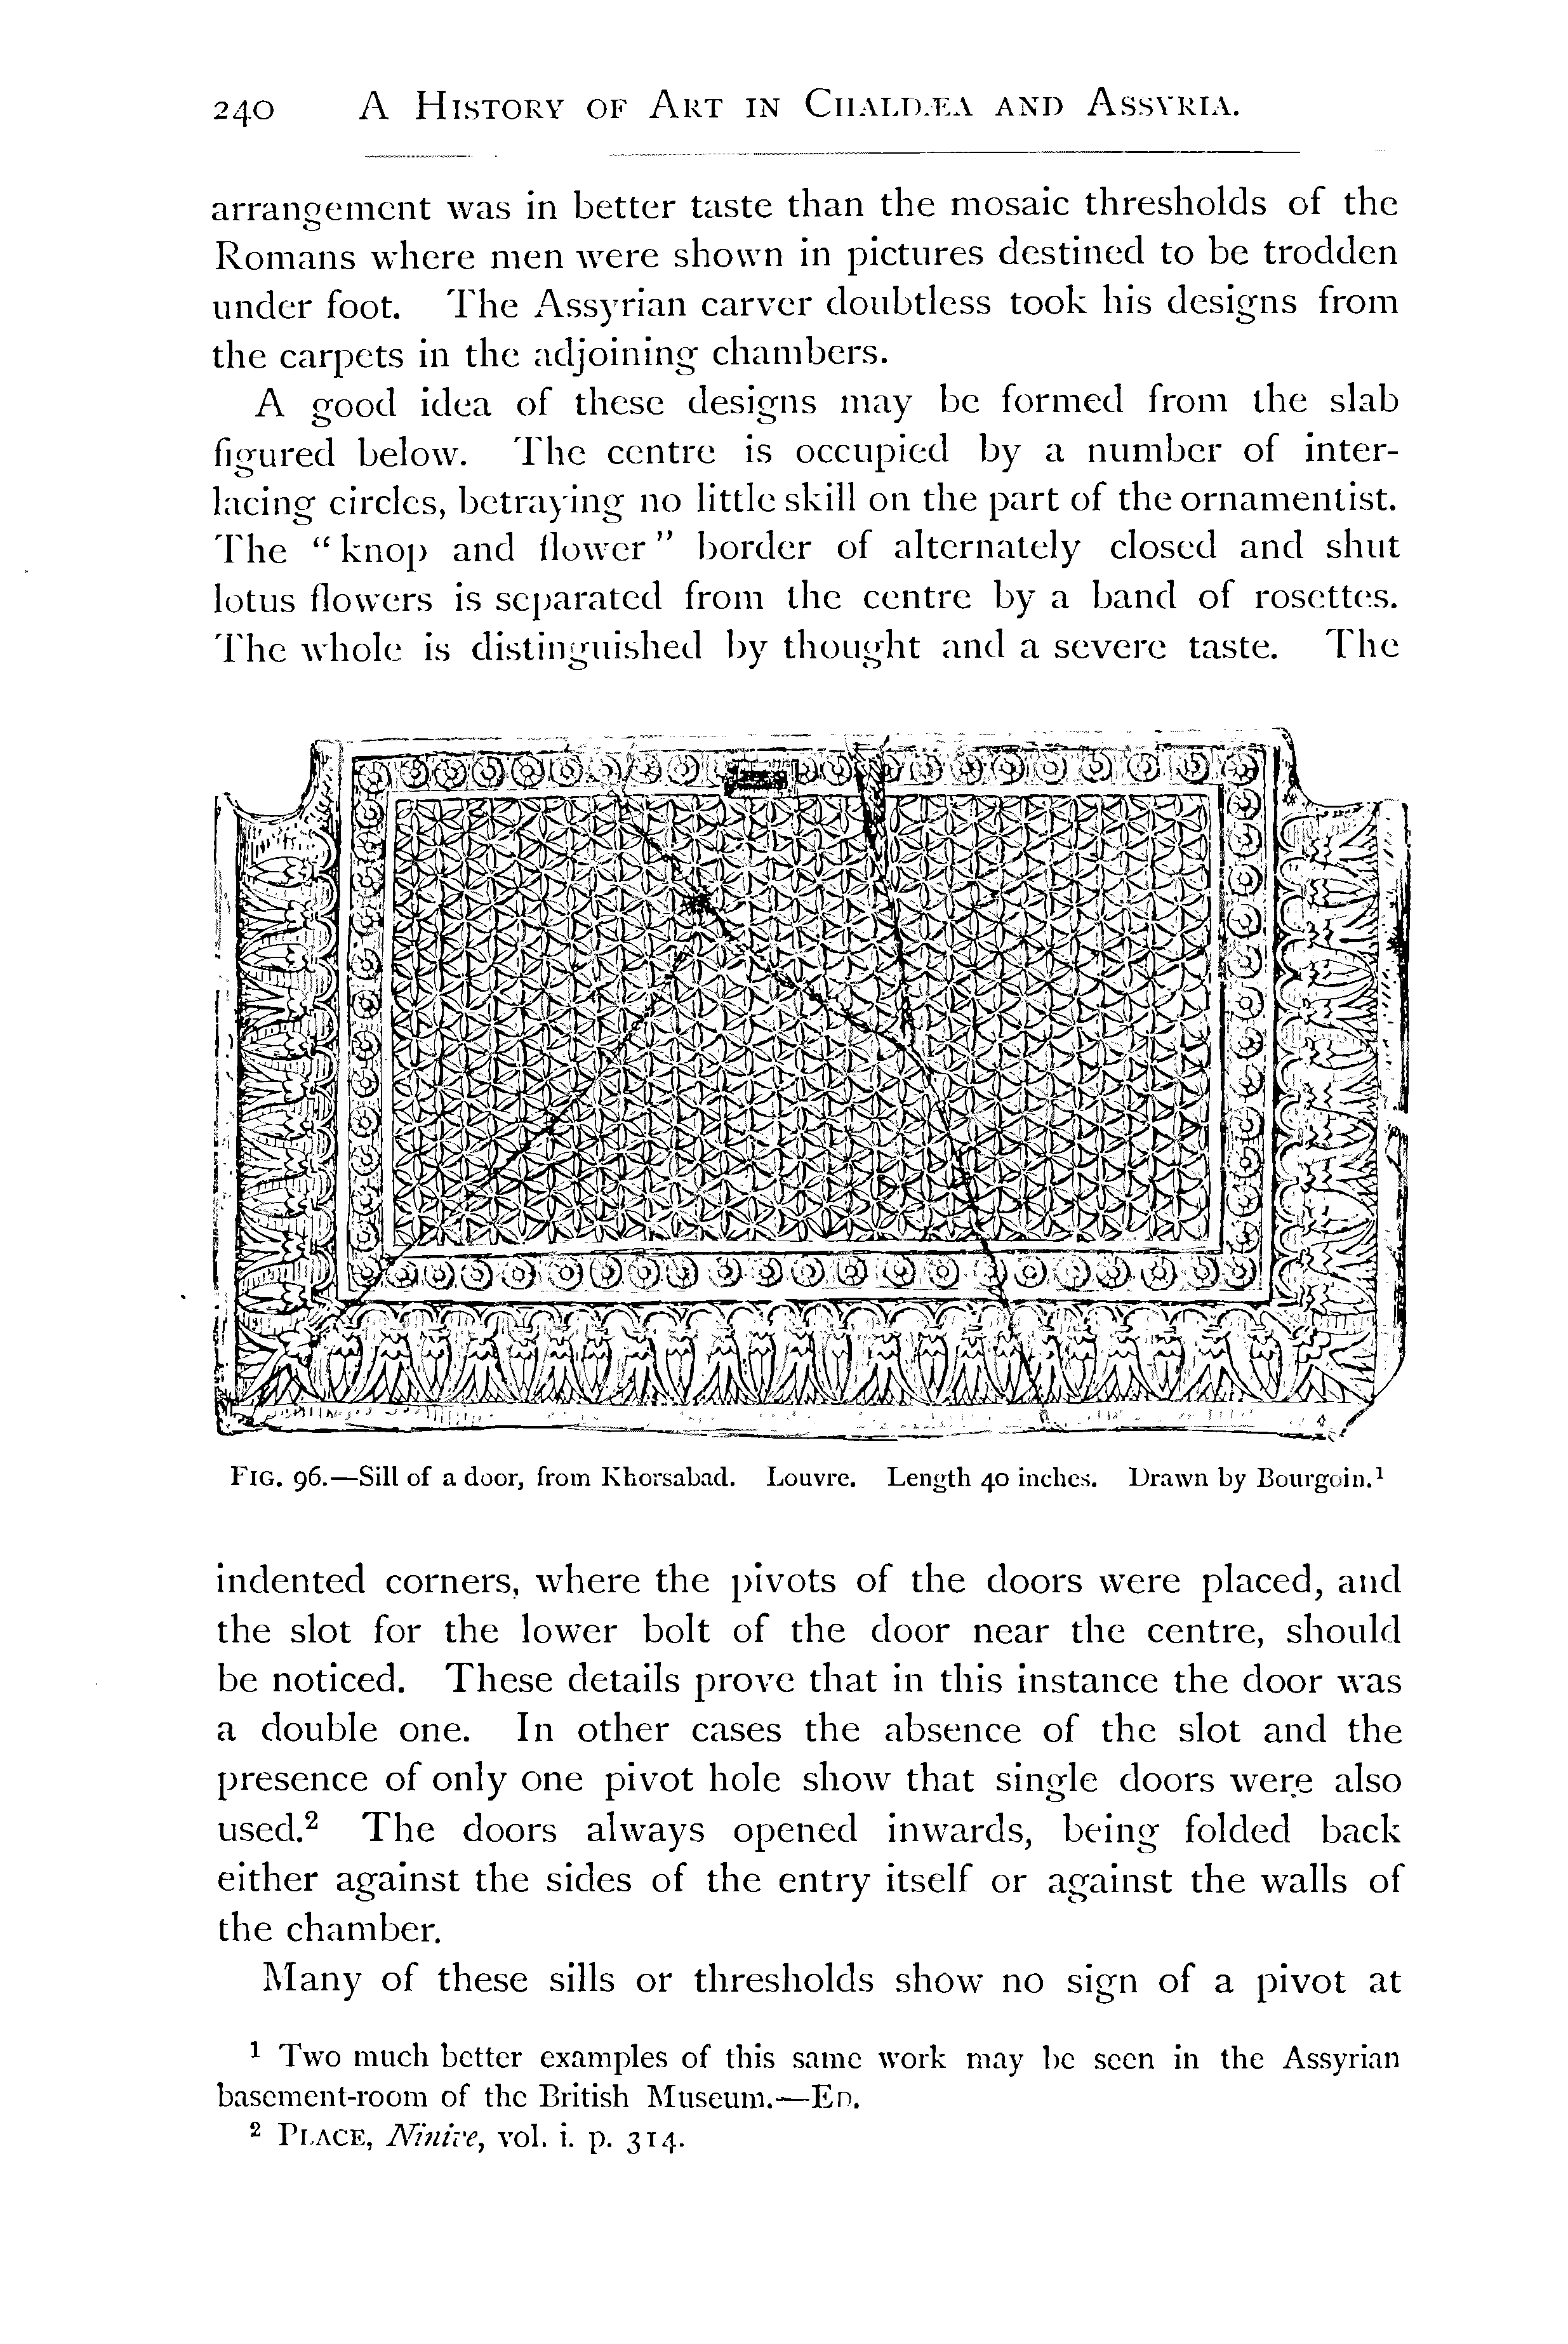 240 A HISTORY OF ART IN CHALDÆA AND ASSYRIA.
arrangement was in better taste than the mosaic thresholds of the
Romans where men were shown in pictures destined to be trodden
under foot. The Assyrian carver doubtless took his designs from
the carpets in the adjoining chambers.
A good idea of these designs may be formed from the slab
figured below. The centre is occupied by a number of inter-
lacing circles, betraying no little skill on the part of the ornamentist.
The “knop and flower” border of alternately closed and shut
lotus flowers is separated from the centre by a band of rosettes.
The whole is distinguished by thought and a severe taste. The
FIG. 96.—Sill of a door, from Khorsabad. Louvre. Length 40 inches. Drawn by Bourgoin.¹
indented corners, where the pivots of the doors were placed, and
the slot for the lower bolt of the door near the centre, should
be noticed. These details prove that in this instance the door was
a double one. In other cases the absence of the slot and the
presence of only one pivot hole show that single doors were also
used.² The doors always opened inwards, being folded back
either against the sides of the entry itself or against the walls of
the chamber.
Many of these sills or thresholds show no sign of a pivot at
¹ Two much better examples of this same work may be seen in the Assyrian
basement-room of the British Museum.—ED.
² PLACE, Ninive, vol. i. p. 314.